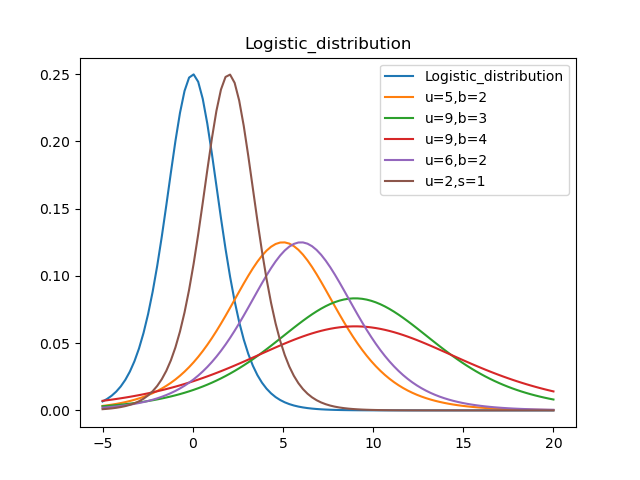 Logistic_distribution
0.25
0.20
0.15
0.10
0.05
0.00
−5
0
5
10
15
20
Logistic_distribution
u=5,b=2
u=9,b=3
u=9,b=4
u=6,b=2
u=2,s=1